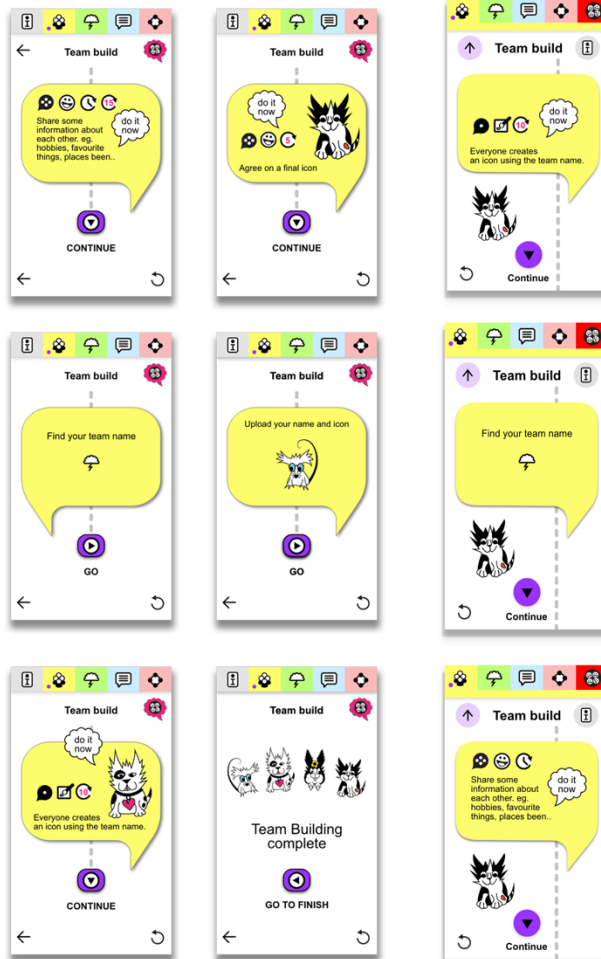 Team build
15
Share some
information about
each other. eg.
hobbies, favourite
things, places been..
do it
now
CONTINUE
Team build
do it
now
5
Agree on a final icon
CONTINUE
Team build
10
do it
now
Everyone creates
an icon using the team name.
Continue
Team build
Find your team name
GO
Team build
Upload your name and icon
GO
Team build
Find your team name
Continue
Team build
do it
now
10
Everyone creates
an icon using the team name.
CONTINUE
Team build
Team Building
complete
GO TO FINISH
Team build
Share some
information about
each other. eg.
hobbies, favourite
things, places been..
do it
now
Continue